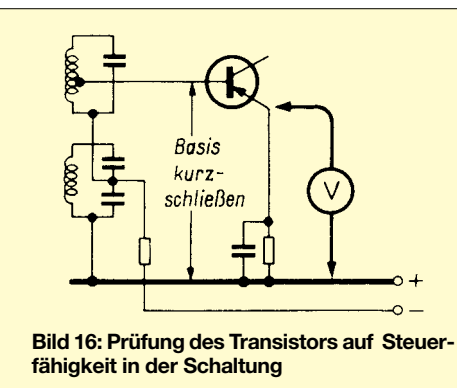 Basis
kurz-
schließen
V
+
–
Bild 16: Prüfung des Transistors auf Steuer-
fähigkeit in der Schaltung